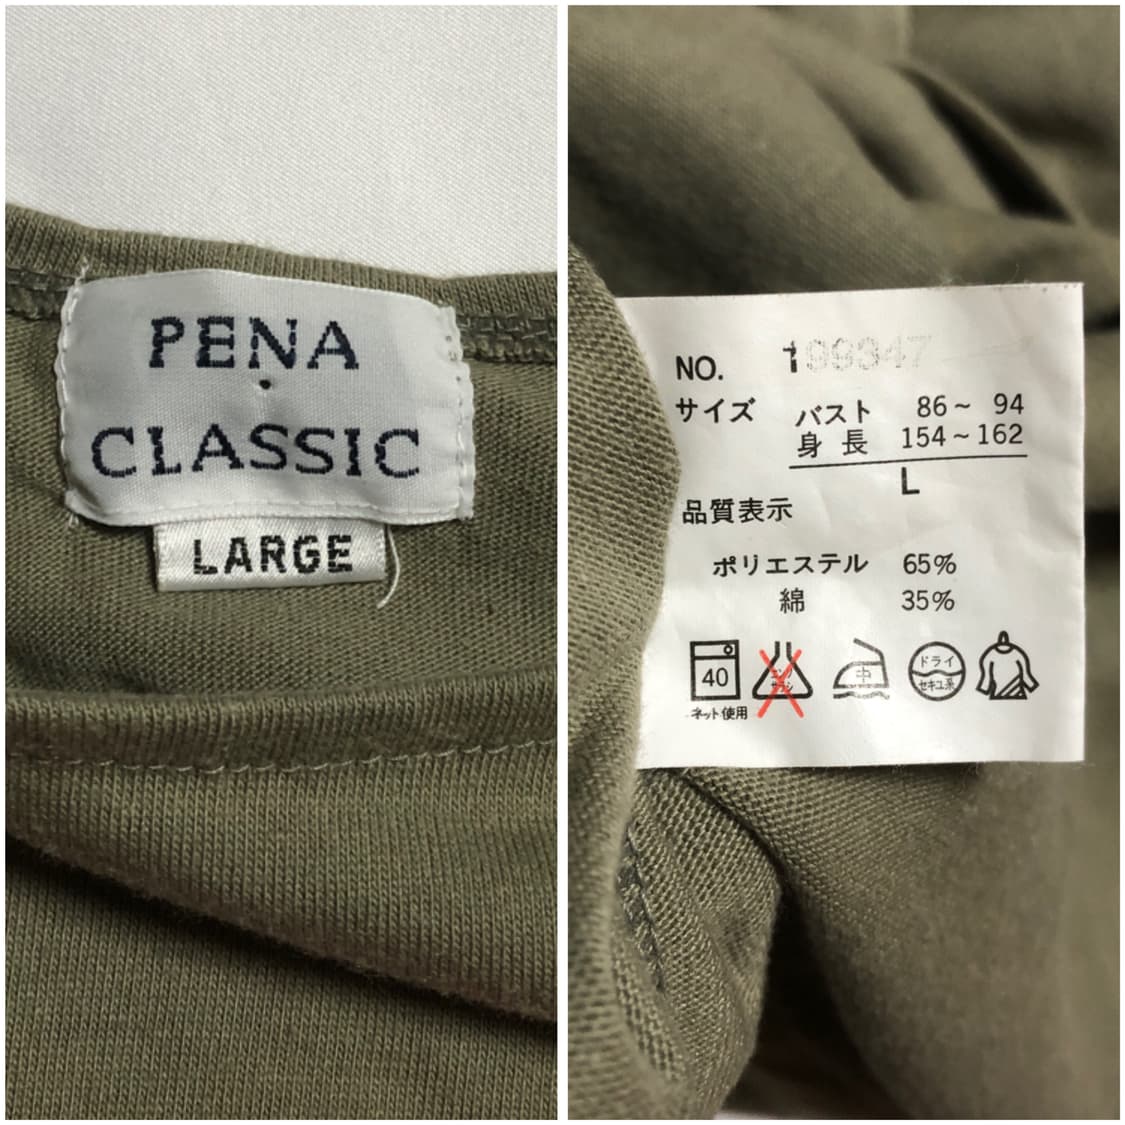 PENA
CLASSIC
LARGE
NO. 199347
サイズ バスト 86~ 94
身 長 154~162
L
品質表示
ポリエステル 65%
綿 35%
40
中
ドライ
セキユ系
ネット使用